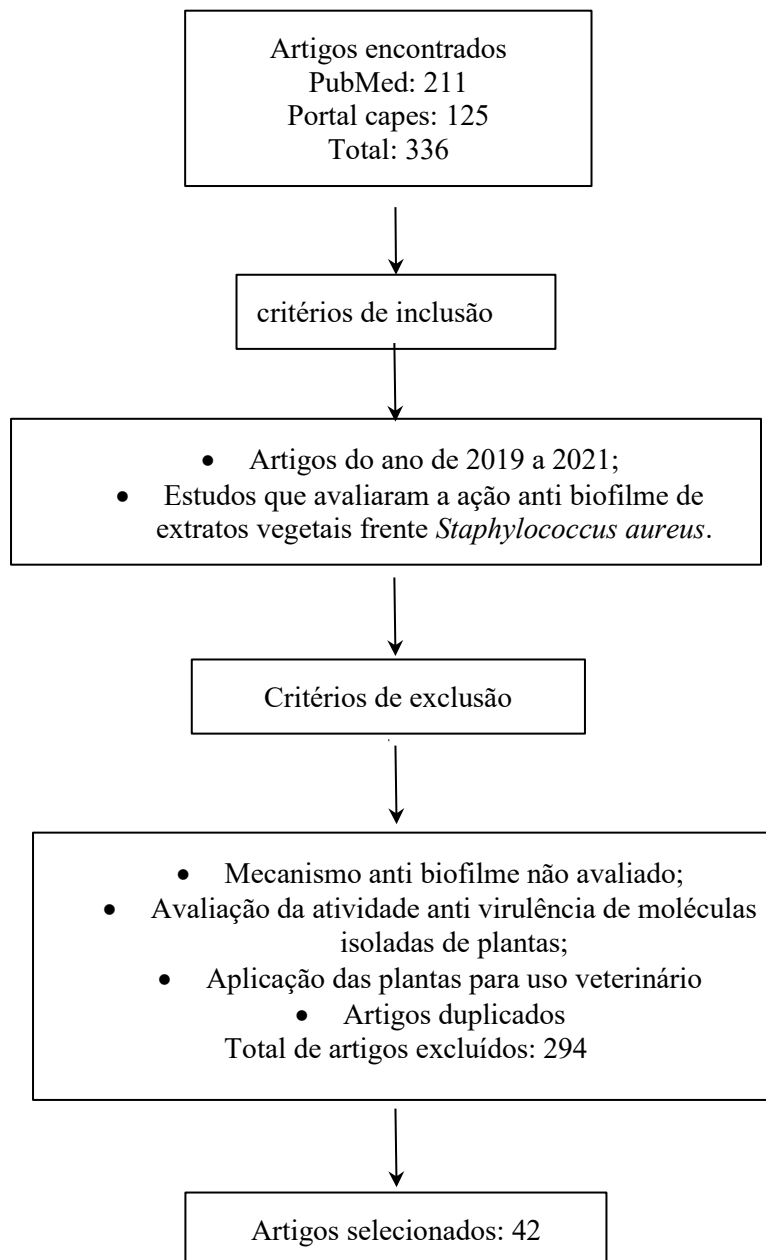 Artigos encontrados
PubMed: 211
Portal capes: 125
Total: 336
critérios de inclusão
• Artigos do ano de 2019 a 2021;
• Estudos que avaliaram a ação anti biofilme de
extratos vegetais frente Staphylococcus aureus.
Critérios de exclusão
• Mecanismo anti biofilme não avaliado;
• Avaliação da atividade anti virulência de moléculas
isoladas de plantas;
• Aplicação das plantas para uso veterinário
• Artigos duplicados
Total de artigos excluídos: 294
Artigos selecionados: 42